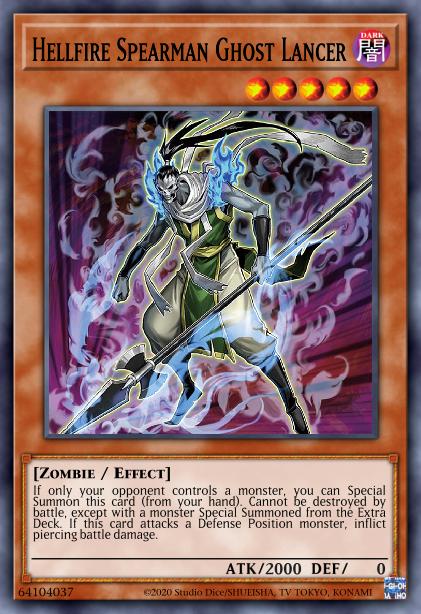 HELLFIRE SPEARMAN GHOST LANCER
DARK
闇
[ZOMBIE / EFFECT]
If only your opponent controls a monster, you can Special
Summon this card (from your hand). Cannot be destroyed by
battle, except with a monster Special Summoned from the Extra
Deck. If this card attacks a Defense Position monster, inflict
piercing battle damage.
ATK/2000 DEF/ 0
64104037
©2020 Studio Dice/SHUEISHA, TV TOKYO, KONAMI